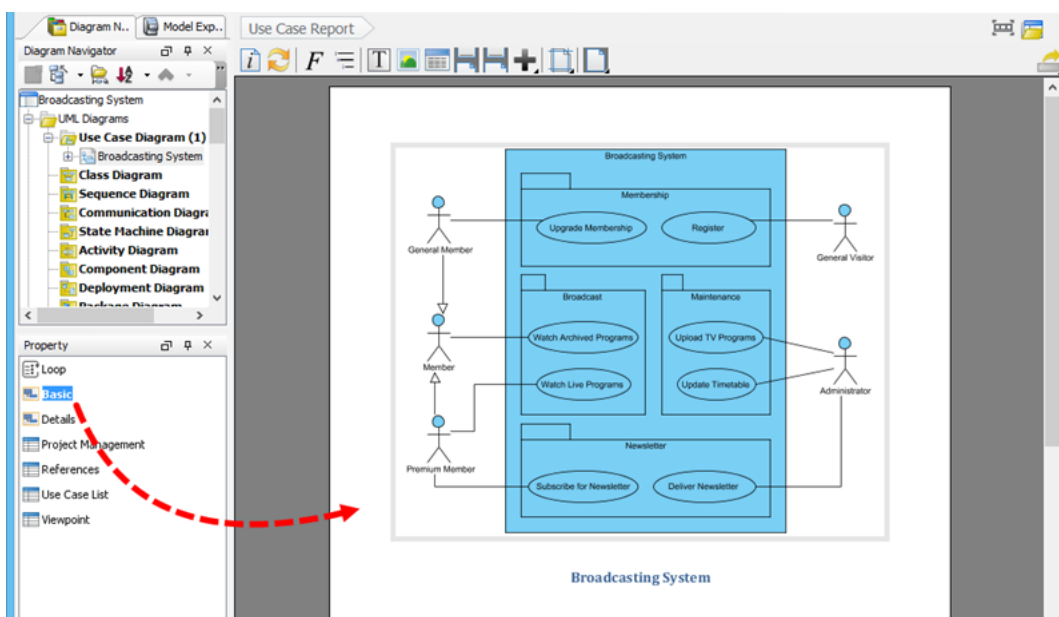 Diagram N..
Model Exp..
Use Case Report
Diagram Navigator
F
T
Broadcasting System
UML Diagrams
Use Case Diagram (1)
Broadcasting System
Class Diagram
Sequence Diagram
Communication Diagra
State Machine Diagran
Activity Diagram
Component Diagram
Deployment Diagram
Package Diagram
Property
Loop
Basic
Details
Project Management
References
Use Case List
Viewpoint
Broadcasting System
Membership
Upgrade Membership
Register
General Member
General Visitor
Broadcast
Maintenance
Watch Archived Programs
Upload TV Programs
Member
Watch Live Programs
Update Timetable
Administrator
Newsletter
Premium Member
Subscribe for Newsletter
Deliver Newsletter
Broadcasting System